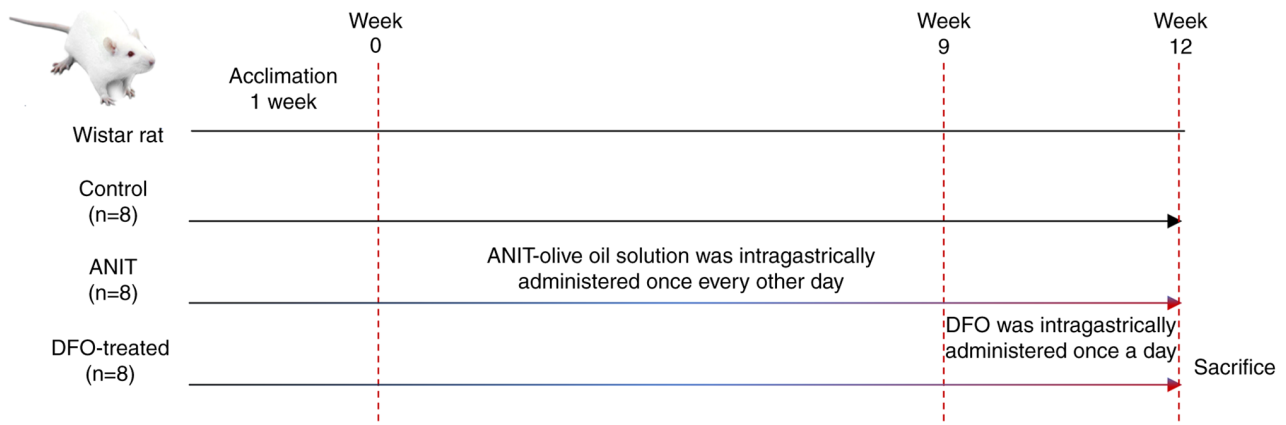 Week
0
Week
9
Week
12
Acclimation
1 week
Wistar rat
Control
(n=8)
ANIT-olive oil solution was intragastrically
administered once every other day
ANIT
(n=8)
DFO was intragastrically
administered once a day
DFO-treated
(n=8)
Sacrifice